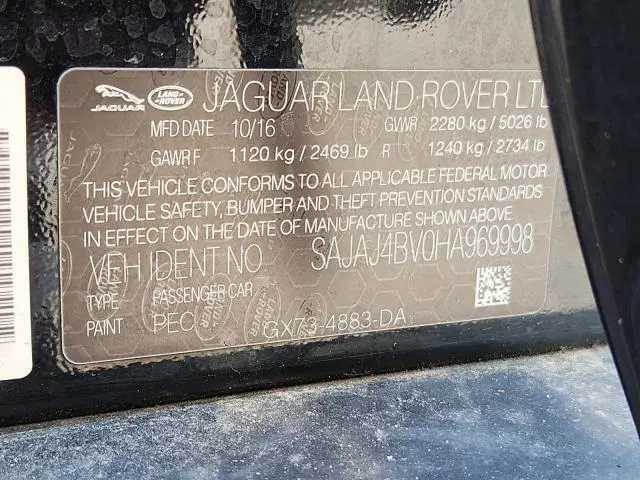 JAGUAR LAND-ROVER JAGUAR LAND ROVER LTD
MFD DATE 10/16 GVWR 2280 kg / 5026 lb
GAWR F 1120 kg / 2469 lb R 1240 kg / 2734 lb
THIS VEHICLE CONFORMS TO ALL APPLICABLE FEDERAL MOTOR
VEHICLE SAFETY, BUMPER AND THEFT PREVENTION STANDARDS
IN EFFECT ON THE DATE OF MANUFACTURE SHOWN ABOVE.
VEH IDENT NO SAJAJ4BV0HA969998
TYPE PASSENGER CAR
PAINT PEC GX73-4883-DA